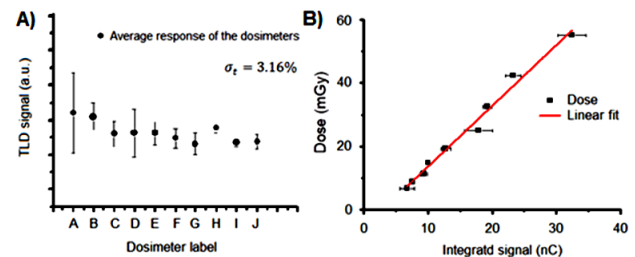 A)
Average response of the dosimeters
σt = 3.16%
TLD signal (a.u.)
A B C D E F G H I J
Dosimeter label
B)
60
40
20
0
Dose (mGy)
Dose
Linear fit
0 10 20 30 40
Integratd signal (nC)